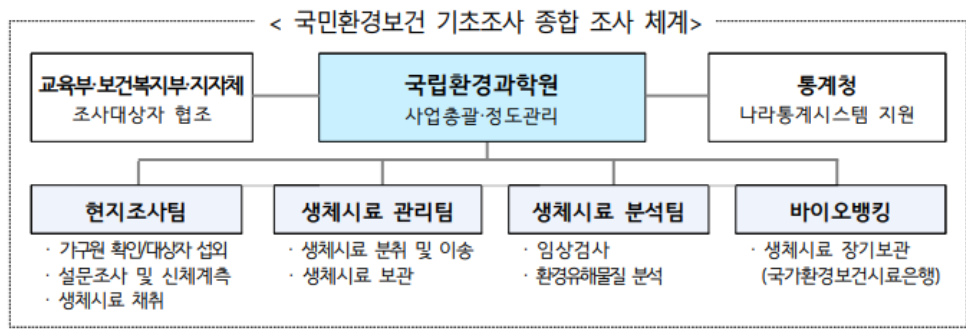 < 국민환경보건 기초조사 종합 조사 체계>
교육부·보건복지부·지자체
조사대상자 협조
국립환경과학원
사업총괄·정도관리
통계청
나라통계시스템 지원
현지조사팀
· 가구원 확인/대상자 섭외
· 설문조사 및 신체계측
· 생체시료 채취
생체시료 관리팀
· 생체시료 분취 및 이송
· 생체시료 보관
생체시료 분석팀
· 임상검사
· 환경유해물질 분석
바이오뱅킹
· 생체시료 장기보관
(국가환경보건시료은행)